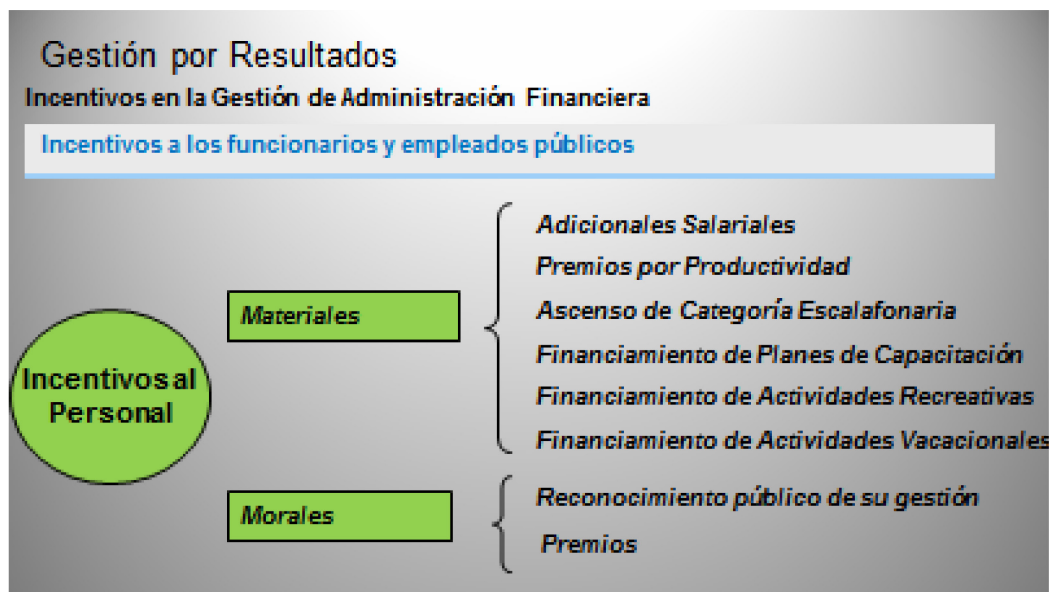 Gestión por Resultados
Incentivos en la Gestión de Administración Financiera
Incentivos a los funcionarios y empleados públicos
Incentivos al
Personal
Materiales
Adicionales Salariales
Premios por Productividad
Ascenso de Categoría Escalafonaria
Financiamiento de Planes de Capacitación
Financiamiento de Actividades Recreativas
Financiamiento de Actividades Vacacionales
Morales
Reconocimiento público de su gestión
Premios